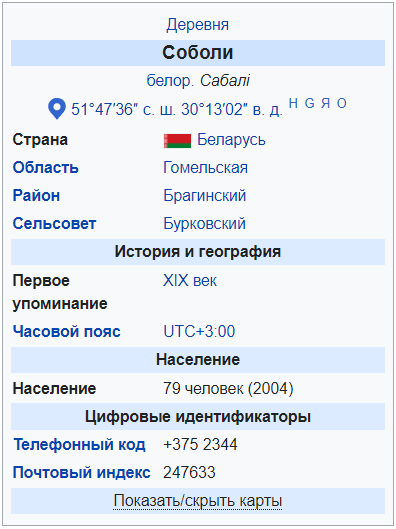 Деревня
Соболи
белор. Сабалі
51°47′36″ с. ш. 30°13′02″ в. д. H G Я O
Страна Беларусь
Область Гомельская
Район Брагинский
Сельсовет Бурковский
История и география
Первое упоминание XIX век
Часовой пояс UTC+3:00
Население
Население 79 человек (2004)
Цифровые идентификаторы
Телефонный код +375 2344
Почтовый индекс 247633
Показать/скрыть карты